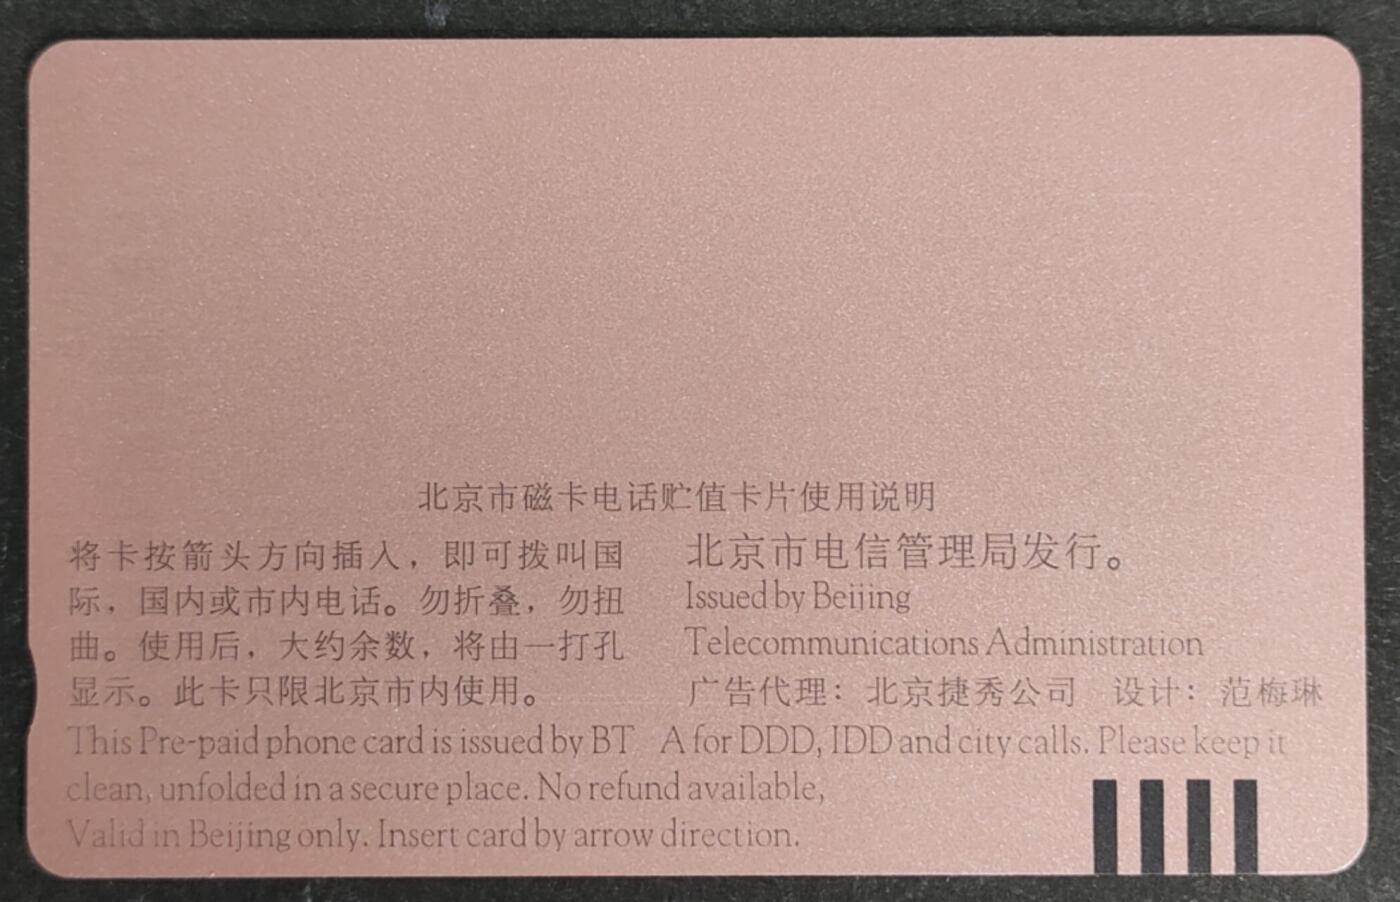 北京市磁卡电话贮值卡片使用说明
将卡按箭头方向插入，即可拨叫国
际，国内或市内电话。勿折叠，勿扭
曲。使用后，大约余数，将由一打孔
显示。此卡只限北京市内使用。
北京市电信管理局发行。
Issued by Beijing
Telecommunications Administration
广告代理：北京捷秀公司 设计：范梅琳
This Pre-paid phone card is issued by BT A for DDD, IDD and city calls. Please keep it
clean, unfolded in a secure place. No refund available,
Valid in Beijing only. Insert card by arrow direction.